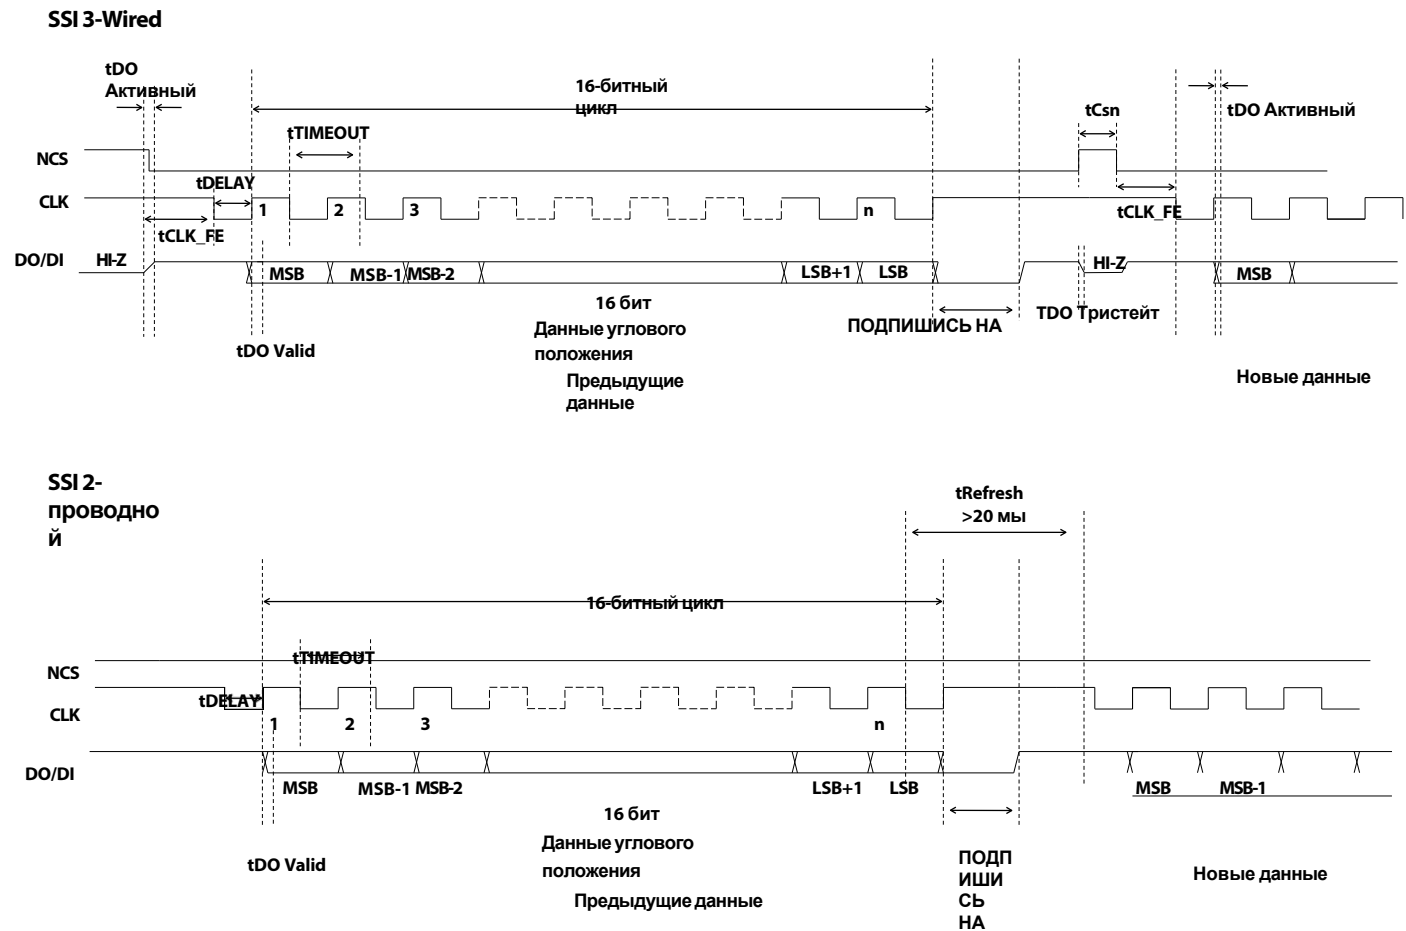 SSI 3-Wired
tDO
Активный
16-битный
цикл
tCsn
tDO Активный
tTIMEOUT
NCS
tDELAY
CLK
1
2
3
n
tCLK_FE
tCLK_FE
DO/DI
HI-Z
MSB
MSB-1
MSB-2
LSB+1
LSB
HI-Z
MSB
16 бит
Данные углового
положения
Предыдущие
данные
ПОДПИШИСЬ НА
TDO Тристейт
tDO Valid
Новые данные
SSI 2-
проводно
й
tRefresh
>20 мы
16-битный цикл
tTIMEOUT
NCS
tDELAY
CLK
1
2
3
n
DO/DI
MSB
MSB-1
MSB-2
LSB+1
LSB
MSB
MSB-1
16 бит
Данные углового
положения
Предыдущие данные
tDO Valid
ПОДП
ИШИ
СЬ
НА
Новые данные